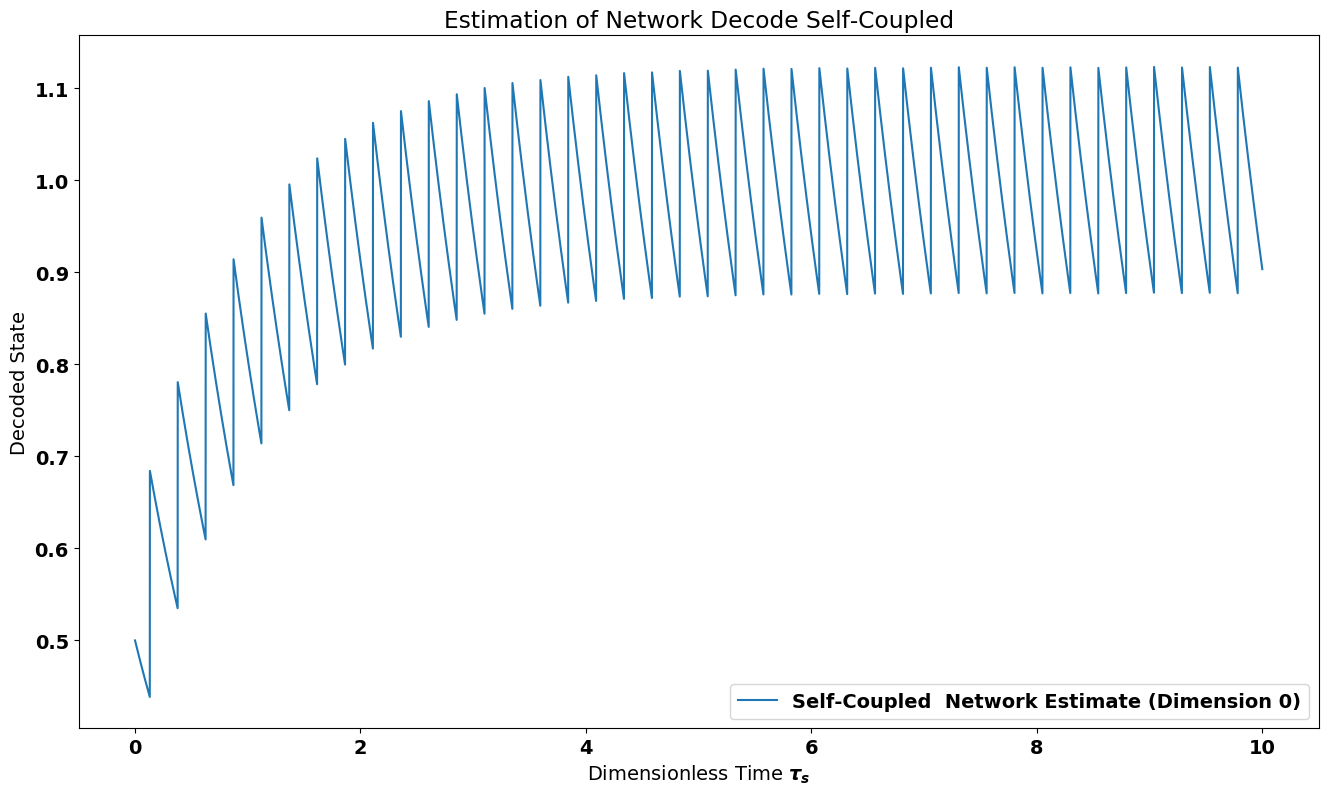 Estimation of Network Decode Self-Coupled
Decoded State
1.1
1.0
0.9
0.8
0.7
0.6
0.5
Self-Coupled  Network Estimate (Dimension 0)
0 2 4 6 8 10
Dimensionless Time τₛ